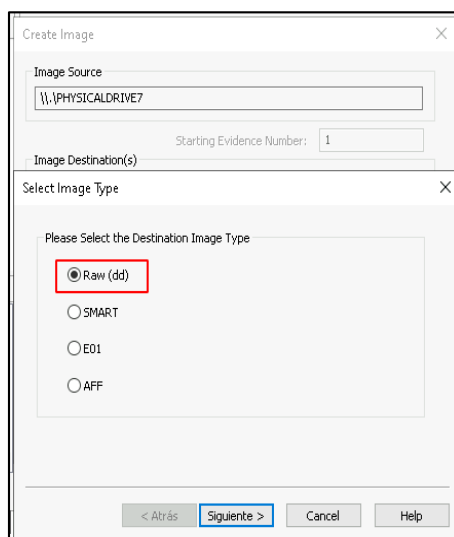 Create Image
Image Source
\\.\PHYSICALDRIVE7
Starting Evidence Number: 1
Image Destination(s)
Select Image Type
Please Select the Destination Image Type
Raw (dd)
SMART
E01
AFF
< Atrás Siguiente > Cancel Help